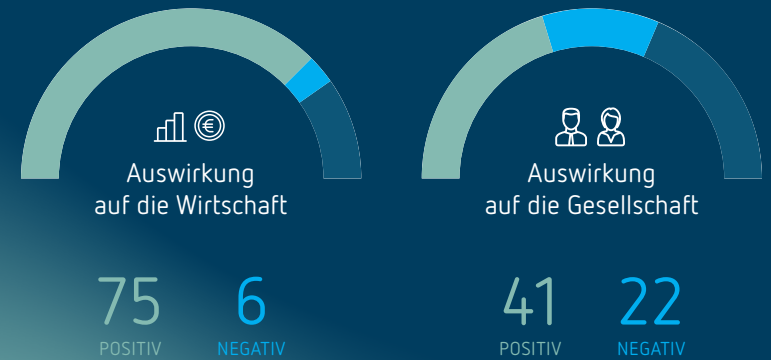 €
Auswirkung
auf die Wirtschaft
75 6
POSITIV NEGATIV
Auswirkung
auf die Gesellschaft
41 22
POSITIV NEGATIV